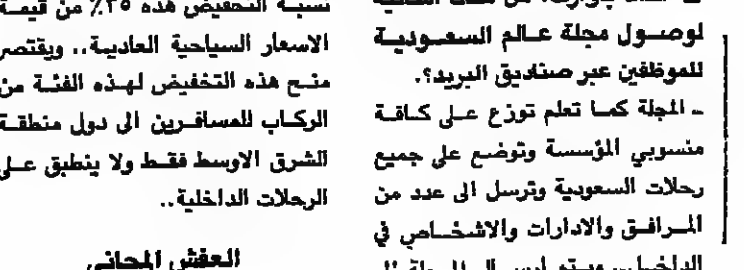 لوصول مجلة عالم السعودية
للموظفين عبر صناديق البريد؟.
ـ المجلة كما تعلم توزع على كافة
منسوبي المؤسسة وتوضع على جميع
رحلات السعودية وترسل الى عدد من
المرافق والادارات والاشخاص في
نسبة التخفيض هذه ٢٥٪ من قيمة
الاسعار السياحية العادية.. ويقتصر
منح هذه التخفيض لهذه الفئة من
الركاب للمسافرين الى دول منطقة
الشرق الاوسط فقط ولا ينطبق على
الرحلات الداخلية..
العفش المجاني